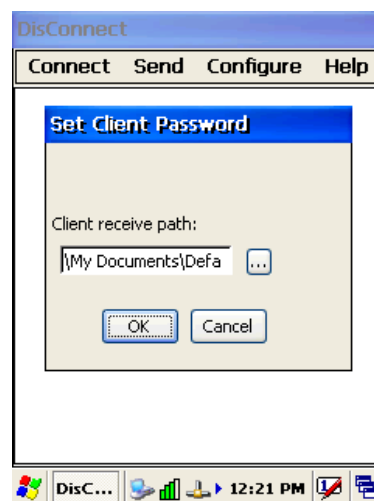 DisConnect
Connect Send Configure Help
Set Client Password
Client receive path:
\My Documents\Defa ...
OK Cancel
DisC... 12:21 PM